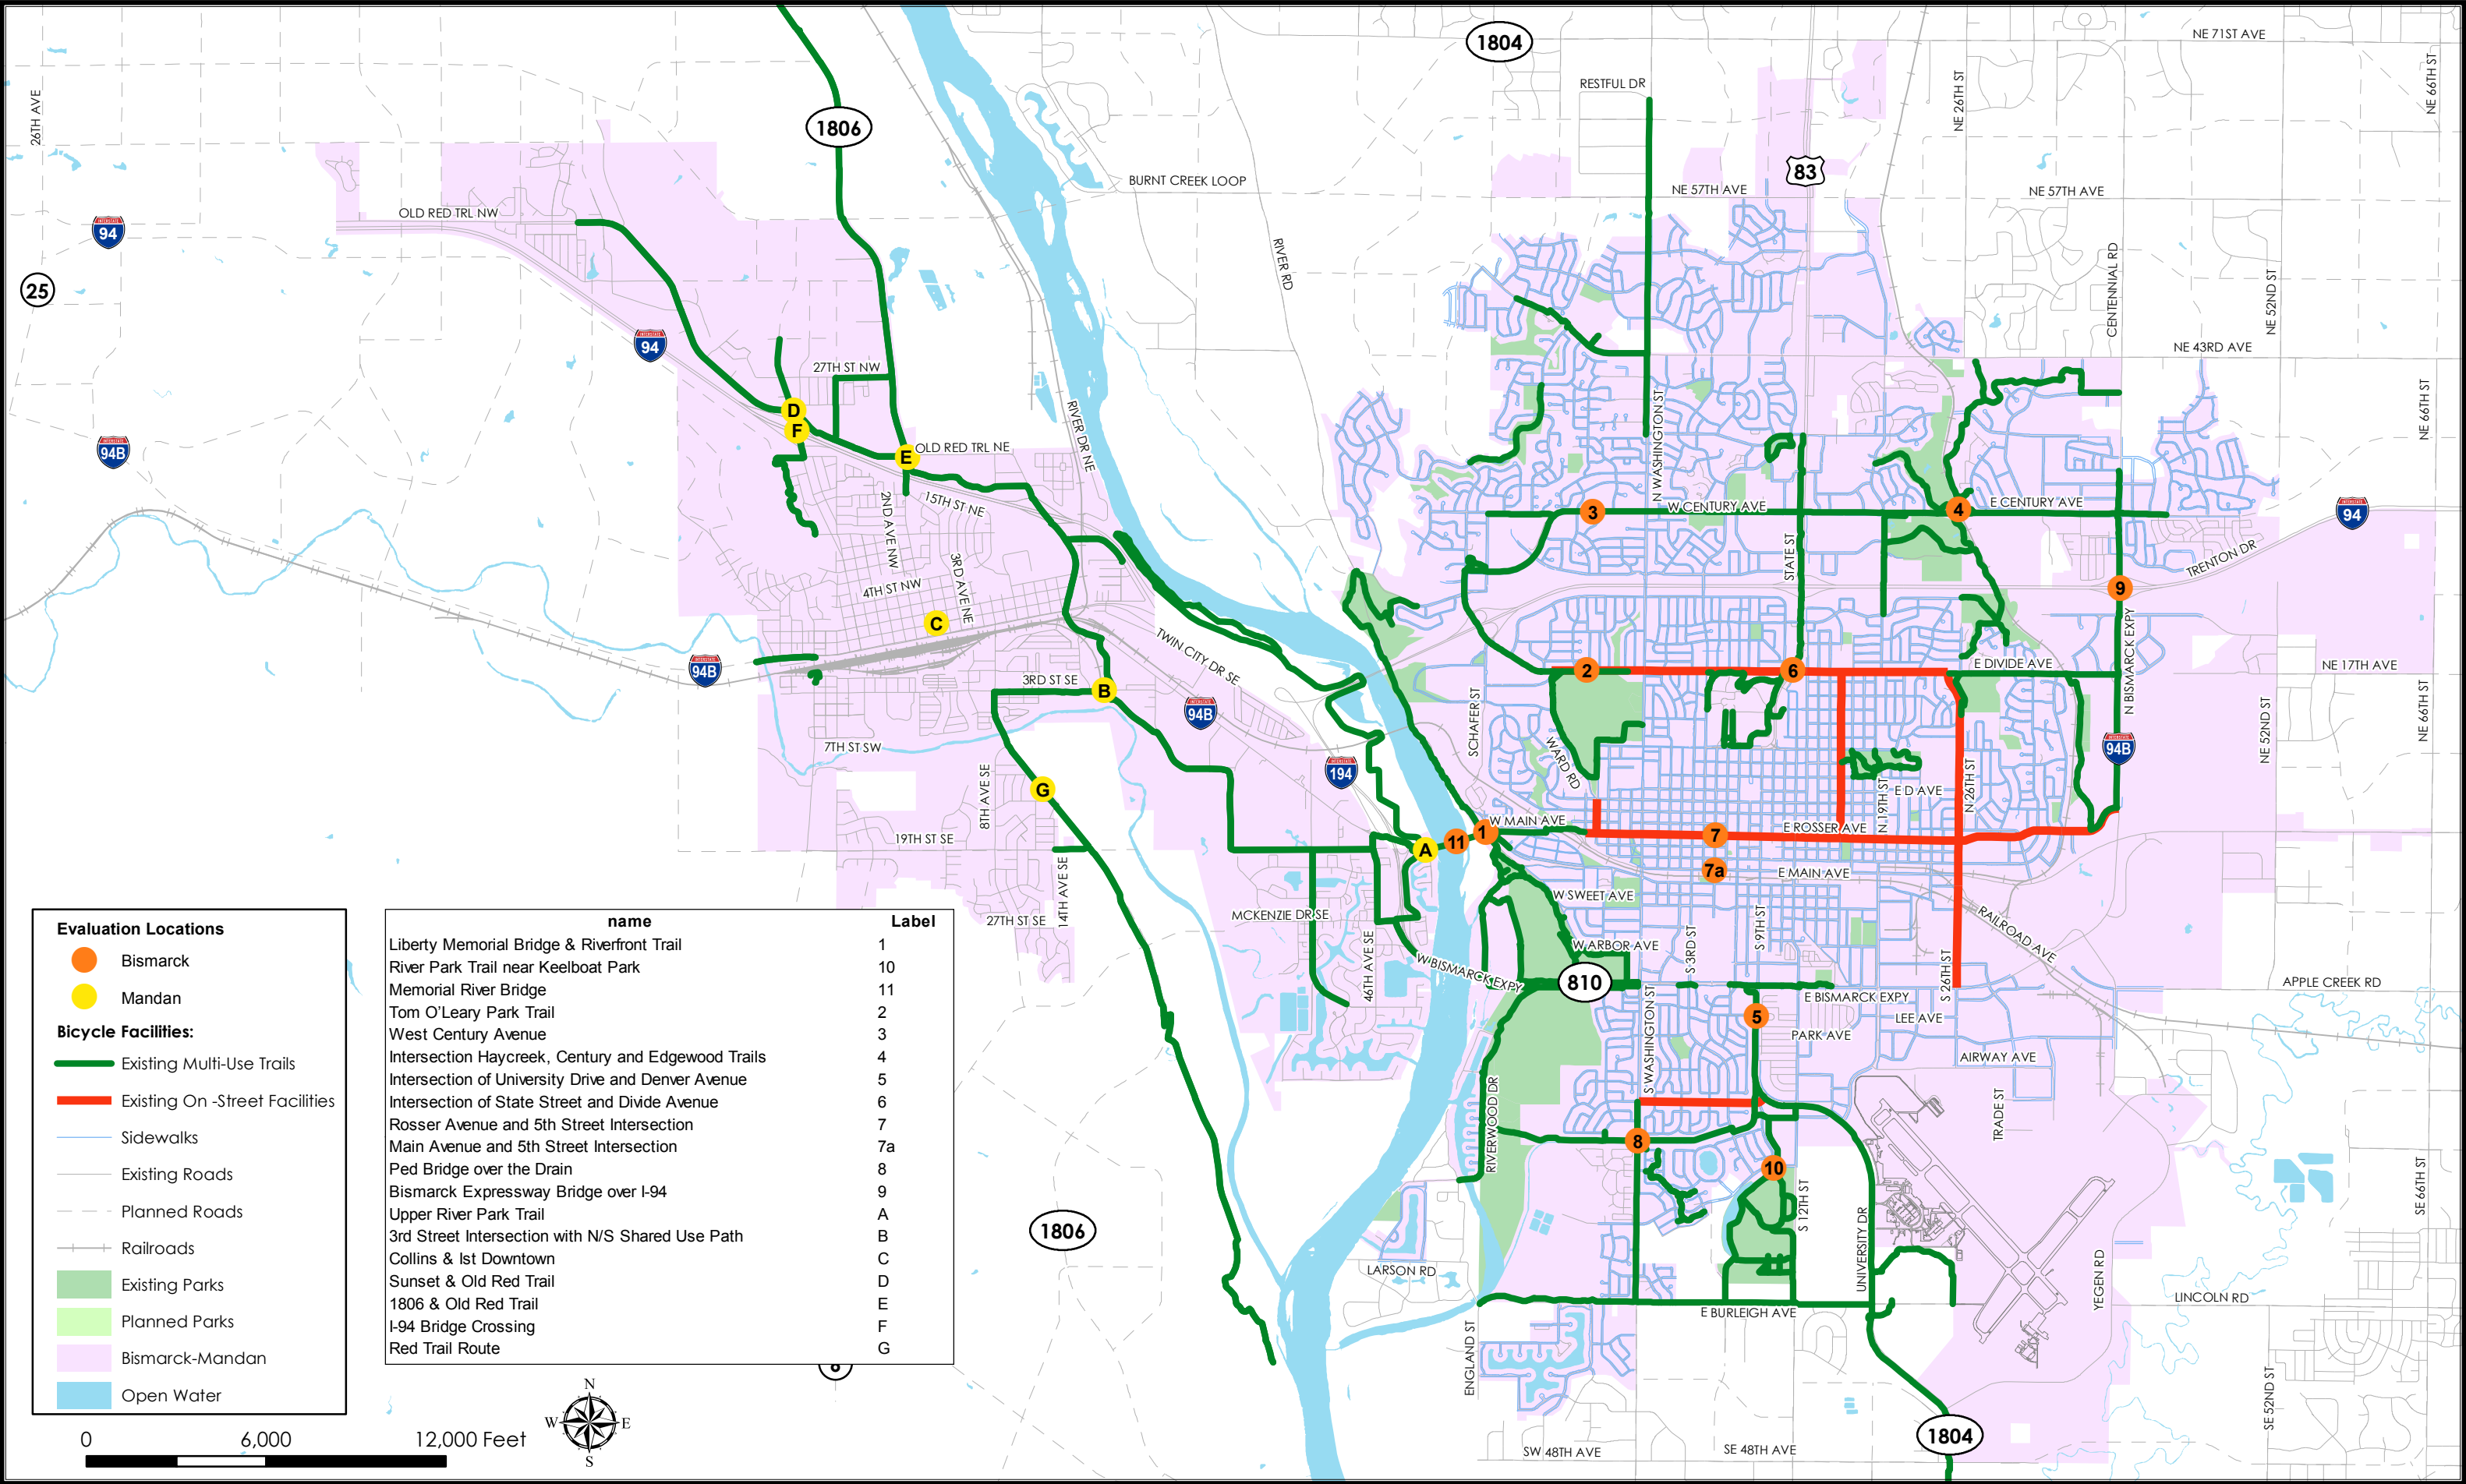 1804
NE 71ST AVE
26TH AVE
RESTFUL DR
NE 26TH ST
NE 66TH ST
1806
83
BURNT CREEK LOOP
NE 57TH AVE
NE 57TH AVE
OLD RED TRL NW
INTERSTATE 94
RIVER RD
CENTENNIAL RD
NE 52ND ST
25
INTERSTATE 94
27TH ST NW
NE 43RD AVE
D
F
E
OLD RED TRL NE
RIVER DR NE
N WASHINGTON ST
NE 66TH ST
INTERSTATE 94B
2ND AVE NW
15TH ST NE
3
W CENTURY AVE
4
E CENTURY AVE
INTERSTATE 94
STATE ST
TRENTON DR
4TH ST NW
3RD AVE NE
C
9
N BISMARCK EXPY
TWIN CITY DR SE
INTERSTATE 94B
3RD ST SE
B
2
6
E DIVIDE AVE
NE 17TH AVE
INTERSTATE 94B
SCHAFER ST
7TH ST SW
INTERSTATE 194
WARD RD
INTERSTATE 94B
NE 52ND ST
NE 66TH ST
8TH AVE SE
G
N 19TH ST
E D AVE
N 26TH ST
19TH ST SE
A
11
1
W MAIN AVE
7
E ROSSER AVE
7a
E MAIN AVE
14TH AVE SE
27TH ST SE
MCKENZIE DR SE
46TH AVE SE
W SWEET AVE
W ARBOR AVE
S 3RD ST
S 9TH ST
RAILROAD AVE
W BISMARCK EXPY
810
S 26TH ST
APPLE CREEK RD
E BISMARCK EXPY
5
LEE AVE
PARK AVE
AIRWAY AVE
S WASHINGTON ST
RIVERWOOD DR
TRADE ST
8
10
S 12TH ST
UNIVERSITY DR
SE 66TH ST
1806
LARSON RD
YEGEN RD
LINCOLN RD
E BURLEIGH AVE
ENGLAND ST
SE 52ND ST
SW 48TH AVE
SE 48TH AVE
1804
Evaluation Locations
Bismarck
Mandan
Bicycle Facilities:
Existing Multi-Use Trails
Existing On -Street Facilities
Sidewalks
Existing Roads
Planned Roads
Railroads
Existing Parks
Planned Parks
Bismarck-Mandan
Open Water
name Label
Liberty Memorial Bridge & Riverfront Trail 1
River Park Trail near Keelboat Park 10
Memorial River Bridge 11
Tom O'Leary Park Trail 2
West Century Avenue 3
Intersection Haycreek, Century and Edgewood Trails 4
Intersection of University Drive and Denver Avenue 5
Intersection of State Street and Divide Avenue 6
Rosser Avenue and 5th Street Intersection 7
Main Avenue and 5th Street Intersection 7a
Ped Bridge over the Drain 8
Bismarck Expressway Bridge over I-94 9
Upper River Park Trail A
3rd Street Intersection with N/S Shared Use Path B
Collins & Ist Downtown C
Sunset & Old Red Trail D
1806 & Old Red Trail E
I-94 Bridge Crossing F
Red Trail Route G
N
W E
S
0 6,000 12,000 Feet